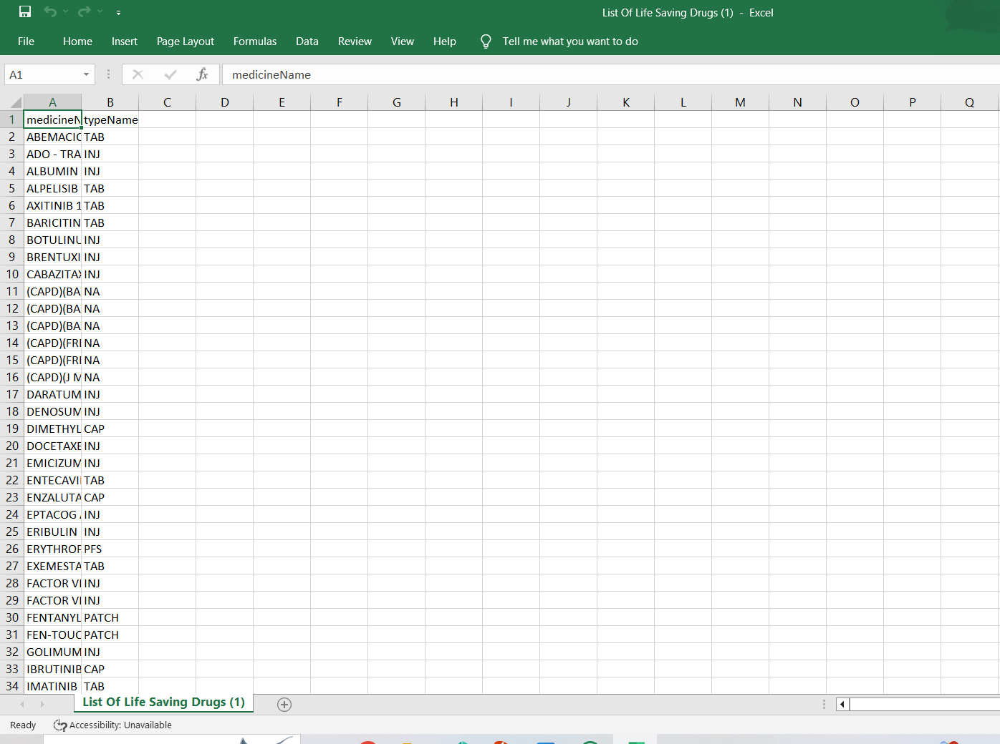 List Of Life Saving Drugs (1) - Excel
File Home Insert Page Layout Formulas Data Review View Help Tell me what you want to do
A1 fx medicineName
A B C D E F G H I J K L M N O P Q
1 medicineN typeName
2 ABEMACIC TAB
3 ADO - TRA INJ
4 ALBUMIN INJ
5 ALPELISIB TAB
6 AXITINIB 1 TAB
7 BARICITIN TAB
8 BOTULINU INJ
9 BRENTUXI INJ
10 CABAZITAX INJ
11 (CAPD)(BA NA
12 (CAPD)(BA NA
13 (CAPD)(BA NA
14 (CAPD)(FRI NA
15 (CAPD)(FRI NA
16 (CAPD)(J M NA
17 DARATUM INJ
18 DENOSUM INJ
19 DIMETHYL CAP
20 DOCETAXE INJ
21 EMICIZUM INJ
22 ENTECAVI TAB
23 ENZALUTA CAP
24 EPTACOG INJ
25 ERIBULIN INJ
26 ERYTHROP PFS
27 EXEMESTA TAB
28 FACTOR VI INJ
29 FACTOR VI INJ
30 FENTANYL PATCH
31 FEN-TOUC PATCH
32 GOLIMUM INJ
33 IBRUTINIB CAP
34 IMATINIB TAB
List Of Life Saving Drugs (1)
Ready Accessibility: Unavailable